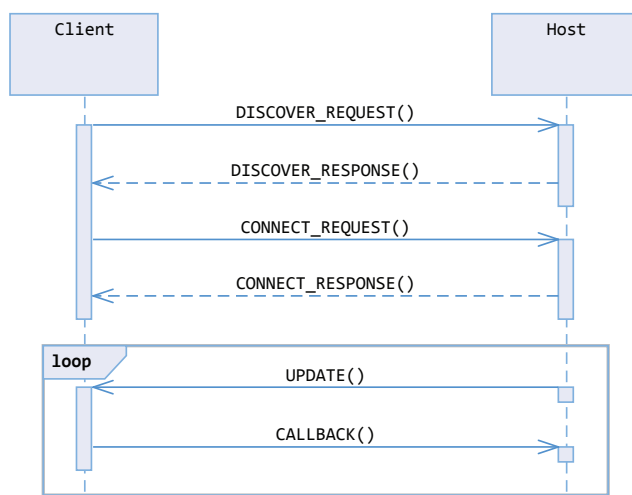 Client
Host
DISCOVER_REQUEST()
DISCOVER_RESPONSE()
CONNECT_REQUEST()
CONNECT_RESPONSE()
loop
UPDATE()
CALLBACK()